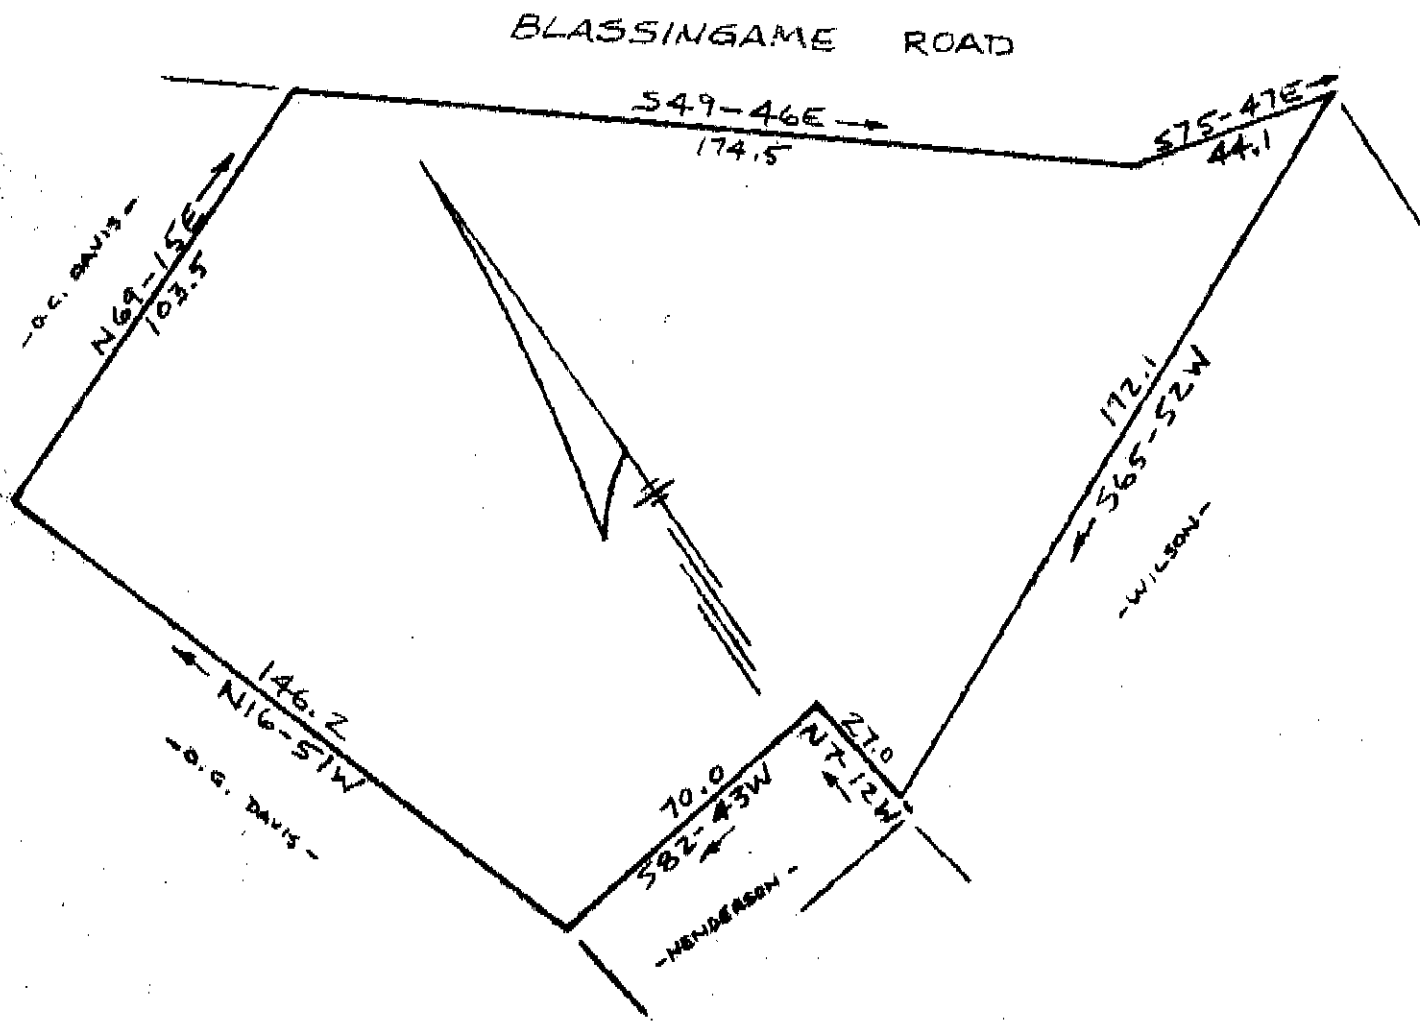 BLASSINGAME ROAD
S49-46E
174.5
S75-47E
44.1
-O.C. DAVIS-
N69-15E
103.5
172.1
S65-52W
-WILSON-
146.2
N16-51W
-O.C. DAVIS-
70.0
S82-43W
27.0
N7-12W
-HENDERSON-